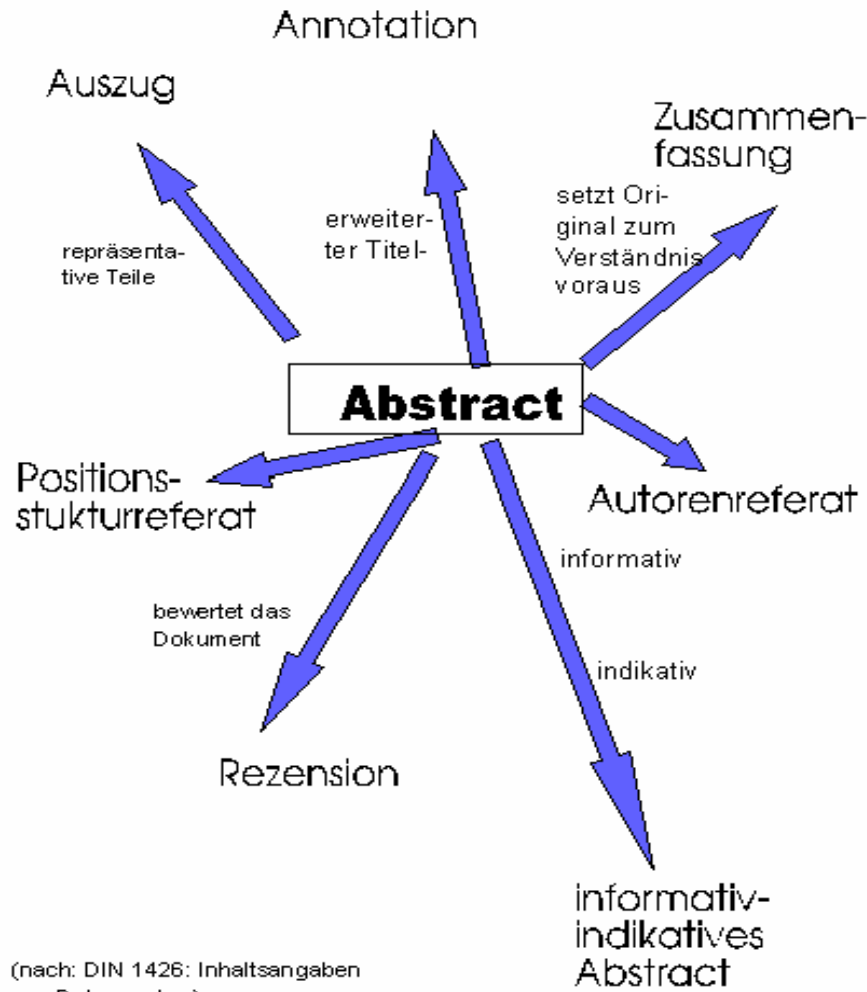 Annotation
Auszug
Zusammen-
fassung
setzt Ori-
ginal zum
Verständnis
voraus
erweiter-
ter Titel-
repräsenta-
tive Teile
Abstract
Positions-
stukturreferat
Autorenreferat
informativ
bewertet das
Dokument
indikativ
Rezension
informativ-
indikatives
Abstract
(nach: DIN 1426: Inhaltsangaben